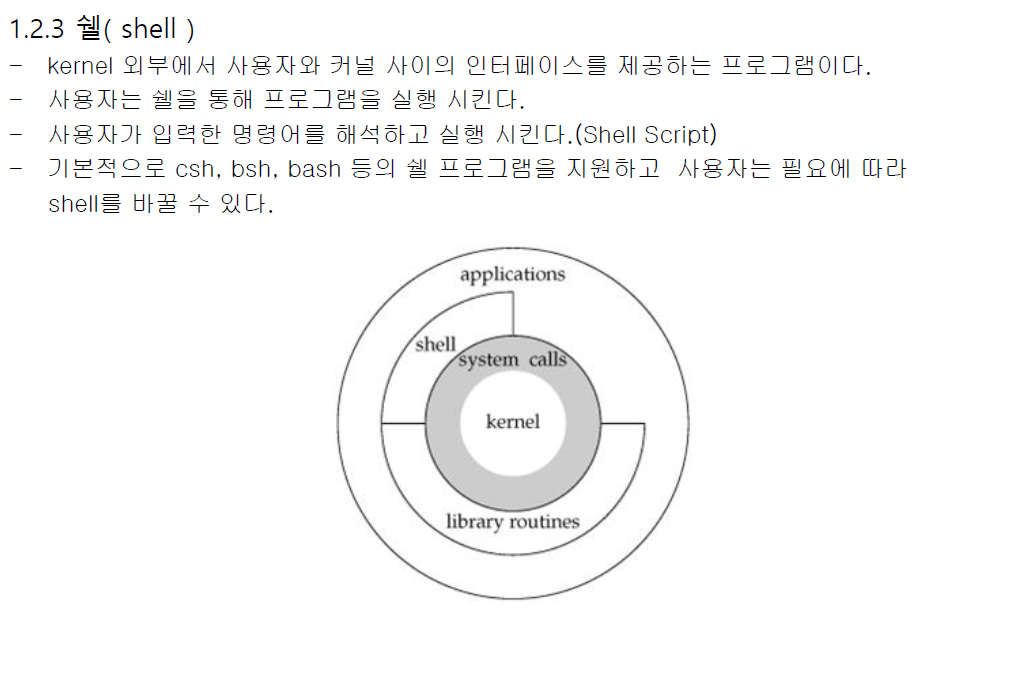 1.2.3 쉘( shell )
- kernel 외부에서 사용자와 커널 사이의 인터페이스를 제공하는 프로그램이다.
- 사용자는 쉘을 통해 프로그램을 실행 시킨다.
- 사용자가 입력한 명령어를 해석하고 실행 시킨다.(Shell Script)
- 기본적으로 csh, bsh, bash 등의 쉘 프로그램을 지원하고 사용자는 필요에 따라
shell를 바꿀 수 있다.
applications
shell
system calls
kernel
library routines